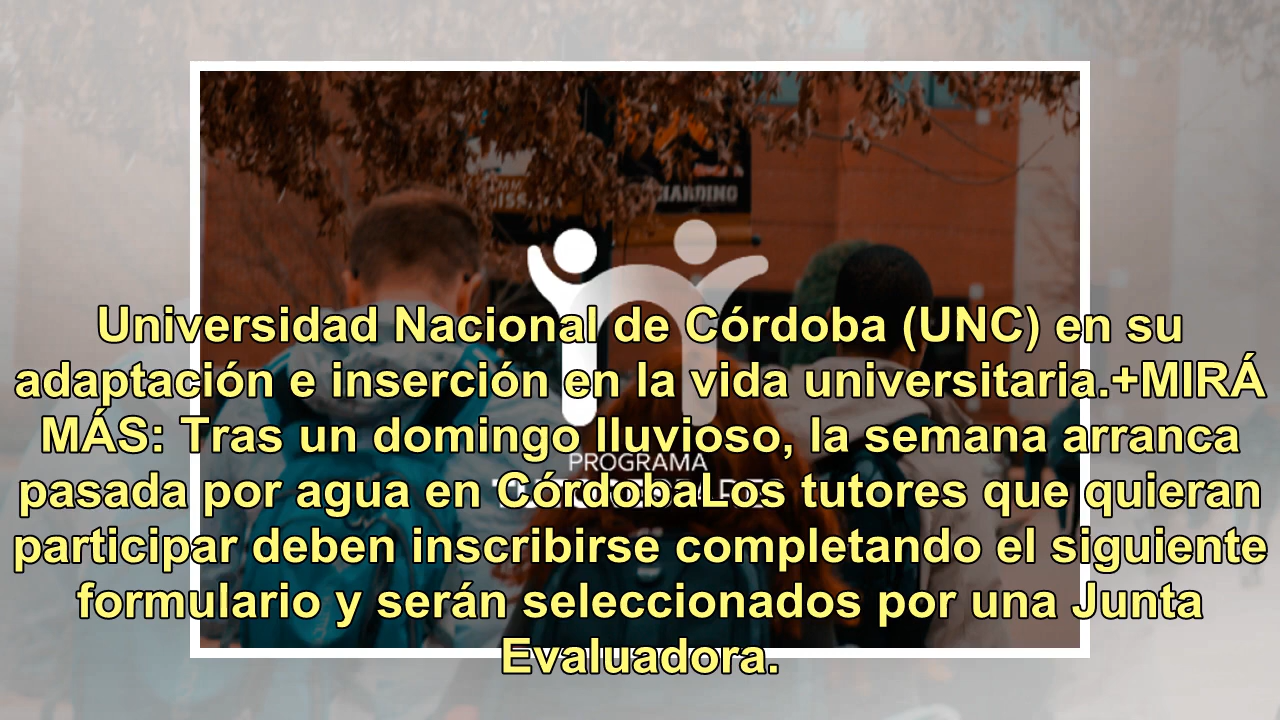 HARDING
Universidad Nacional de Córdoba (UNC) en su
adaptación e inserción en la vida universitaria.+MIRÁ
MÁS: Tras un domingo lluvioso, la semana arranca
PROGRAMA
pasada por agua en CórdobaLos tutores que quieran
participar deben inscribirse completando el siguiente
formulario y serán seleccionados por una Junta
Evaluadora.